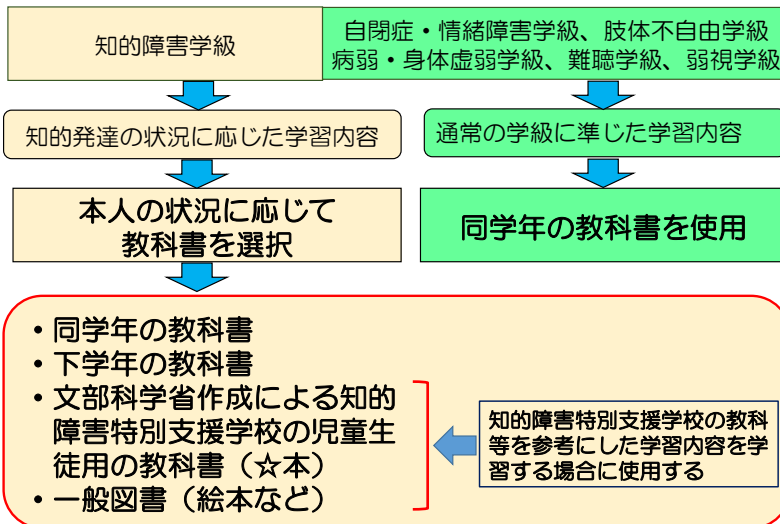 知的障害学級
自閉症・情緒障害学級、肢体不自由学級
病弱・身体虚弱学級、難聴学級、弱視学級
知的発達の状況に応じた学習内容
通常の学級に準じた学習内容
本人の状況に応じて
教科書を選択
同学年の教科書を使用
・同学年の教科書
・下学年の教科書
・文部科学省作成による知的
障害特別支援学校の児童生
徒用の教科書（☆本）
・一般図書（絵本など）
知的障害特別支援学校の教科
等を参考にした学習内容を学
習する場合に使用する